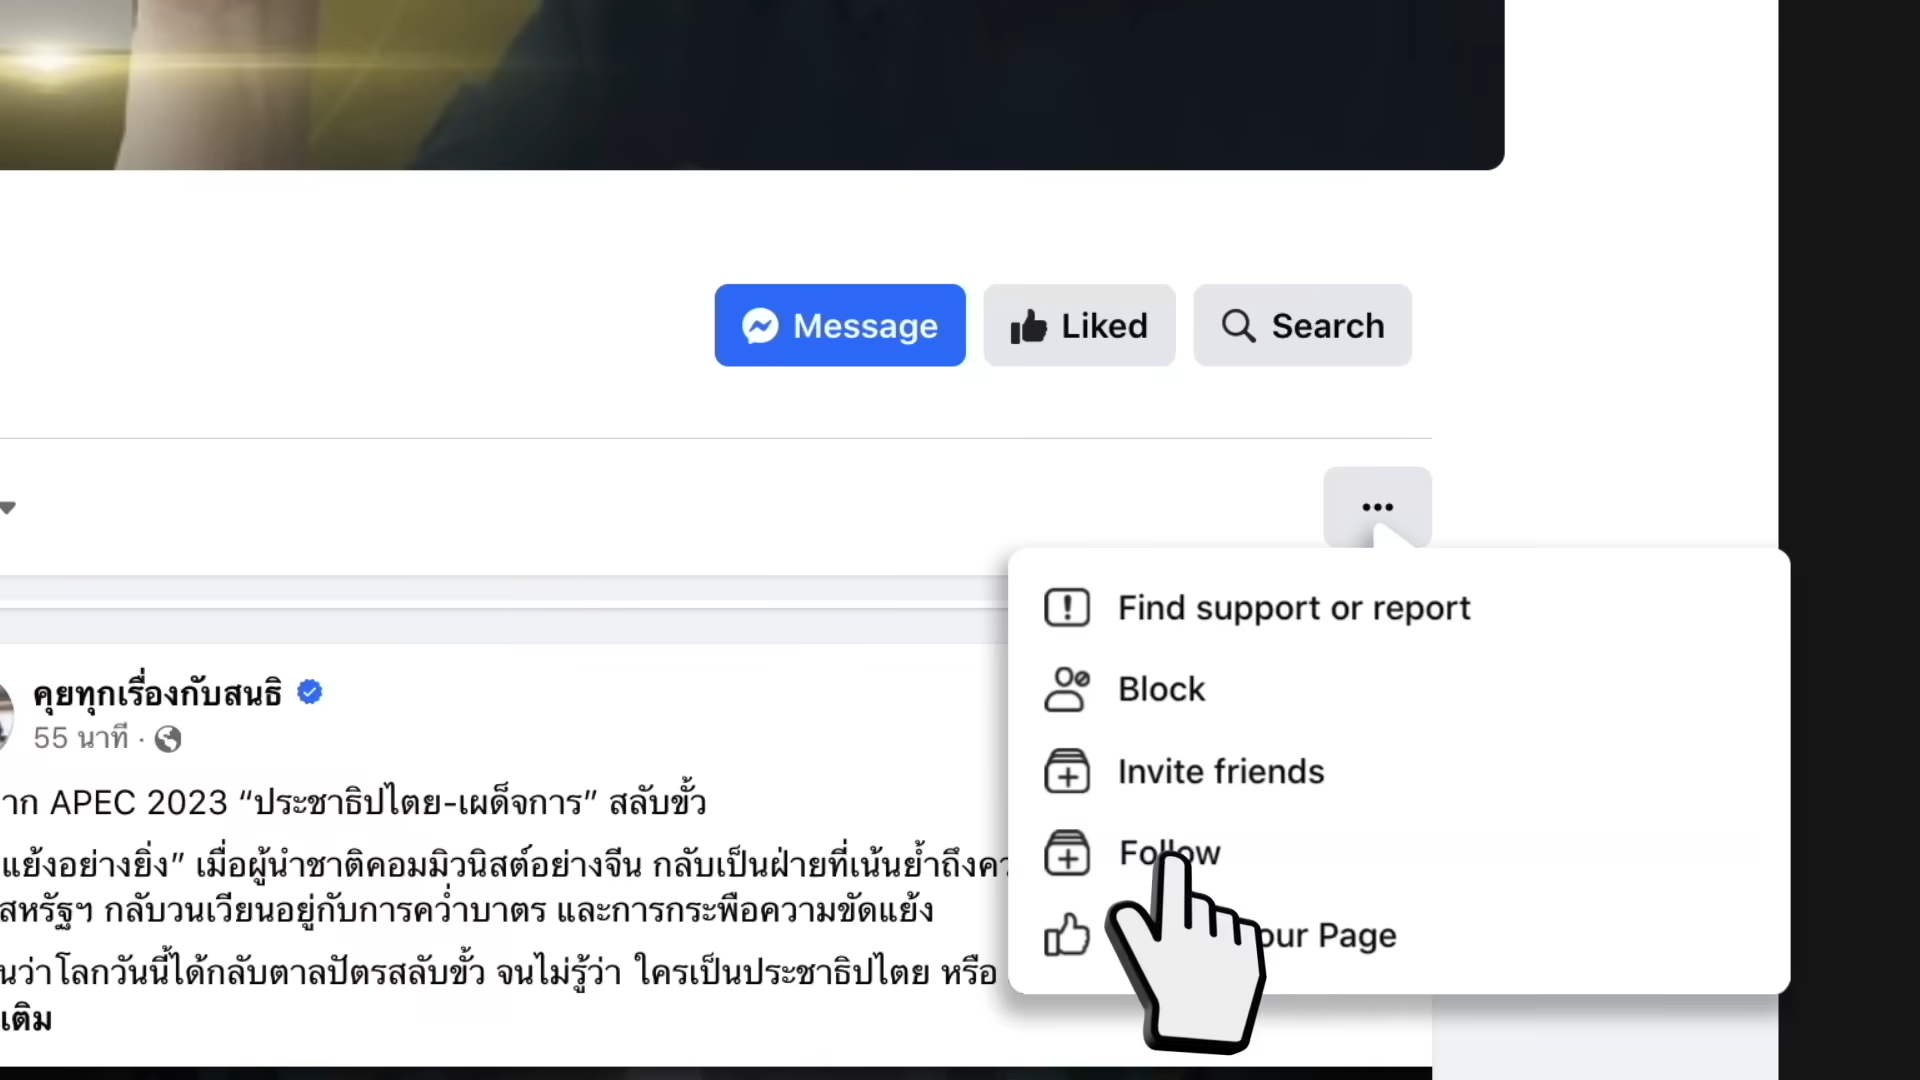 Message
Liked
Search
Find support or report
Block
Invite friends
Follow
our Page
คุยทุกเรื่องกับสนธิ
55 นาที ·
าก APEC 2023 “ประชาธิปไตย-เผด็จการ” สลับขั้ว
แย้งอย่างยิ่ง” เมื่อผู้นำชาติคอมมิวนิสต์อย่างจีน กลับเป็นฝ่ายที่เน้นย้ำถึงคว
สหรัฐฯ กลับวนเวียนอยู่กับการคว่ำบาตร และการกระพือความขัดแย้ง
นว่าโลกวันนี้ได้กลับตาลปัตรสลับขั้ว จนไม่รู้ว่า ใครเป็นประชาธิปไตย หรือ
เติม